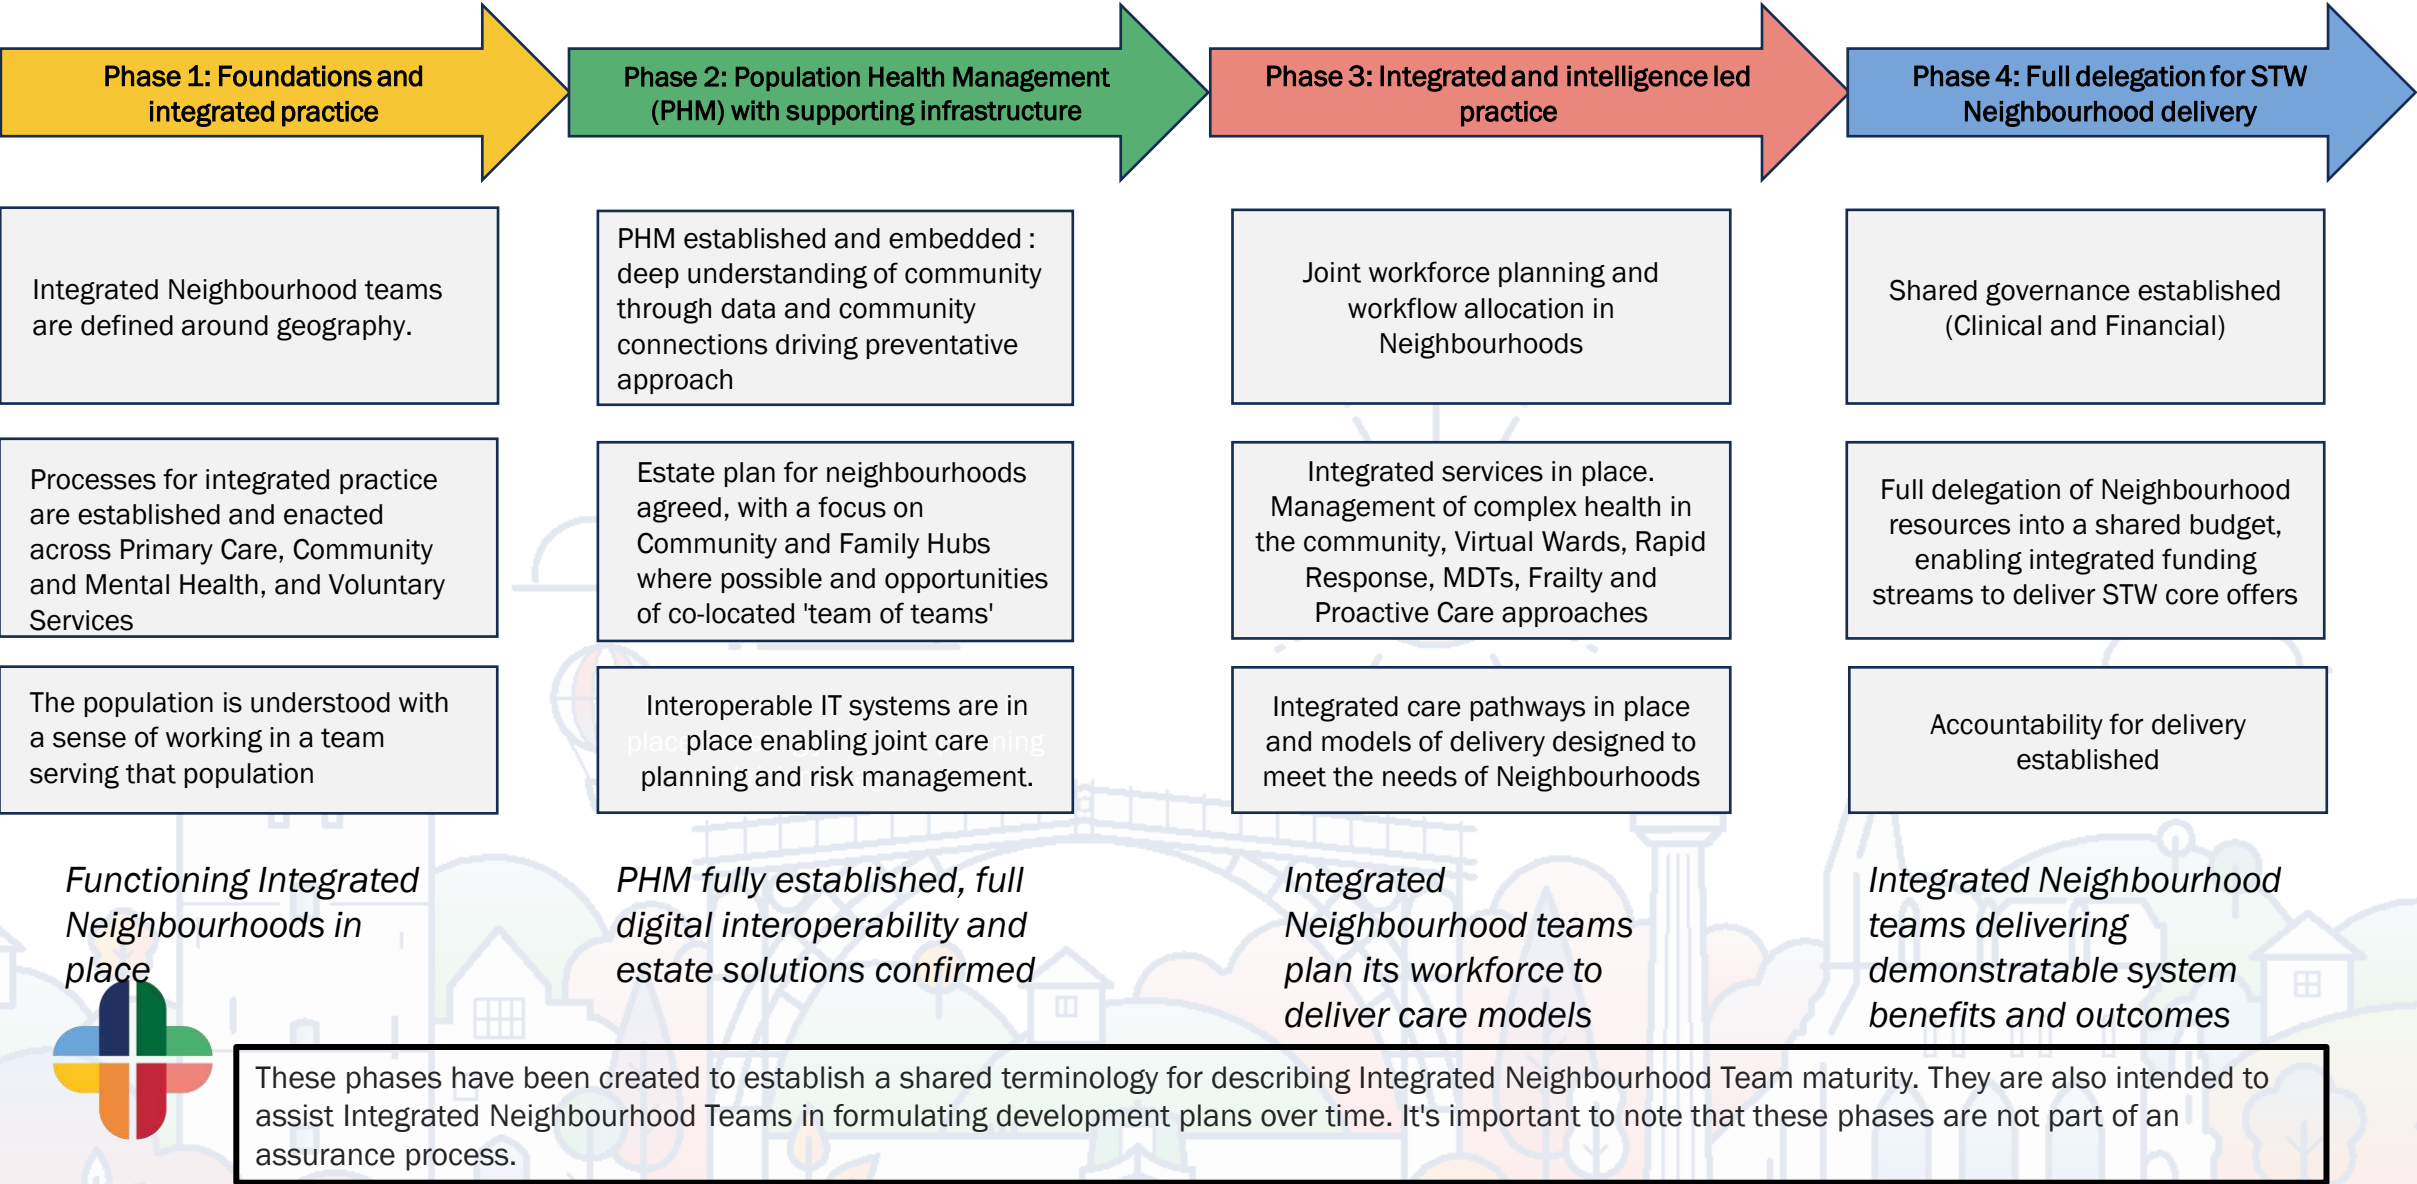 Phase 1: Foundations and
integrated practice
Phase 2: Population Health Management
(PHM) with supporting infrastructure
Phase 3: Integrated and intelligence led
practice
Phase 4: Full delegation for STW
Neighbourhood delivery
Integrated Neighbourhood teams
are defined around geography.
PHM established and embedded :
deep understanding of community
through data and community
connections driving preventative
approach
Joint workforce planning and
workflow allocation in
Neighbourhoods
Shared governance established
(Clinical and Financial)
Processes for integrated practice
are established and enacted
across Primary Care, Community
and Mental Health, and Voluntary
Services
Estate plan for neighbourhoods
agreed, with a focus on
Community and Family Hubs
where possible and opportunities
of co-located 'team of teams'
Integrated services in place.
Management of complex health in
the community, Virtual Wards, Rapid
Response, MDTs, Frailty and
Proactive Care approaches
Full delegation of Neighbourhood
resources into a shared budget,
enabling integrated funding
streams to deliver STW core offers
The population is understood with
a sense of working in a team
serving that population
Interoperable IT systems are in
place enabling joint care
planning and risk management.
Integrated care pathways in place
and models of delivery designed to
meet the needs of Neighbourhoods
Accountability for delivery
established
Functioning Integrated
Neighbourhoods in
place
PHM fully established, full
digital interoperability and
estate solutions confirmed
Integrated
Neighbourhood teams
plan its workforce to
deliver care models
Integrated Neighbourhood
teams delivering
demonstratable system
benefits and outcomes
These phases have been created to establish a shared terminology for describing Integrated Neighbourhood Team maturity. They are also intended to
assist Integrated Neighbourhood Teams in formulating development plans over time. It's important to note that these phases are not part of an
assurance process.